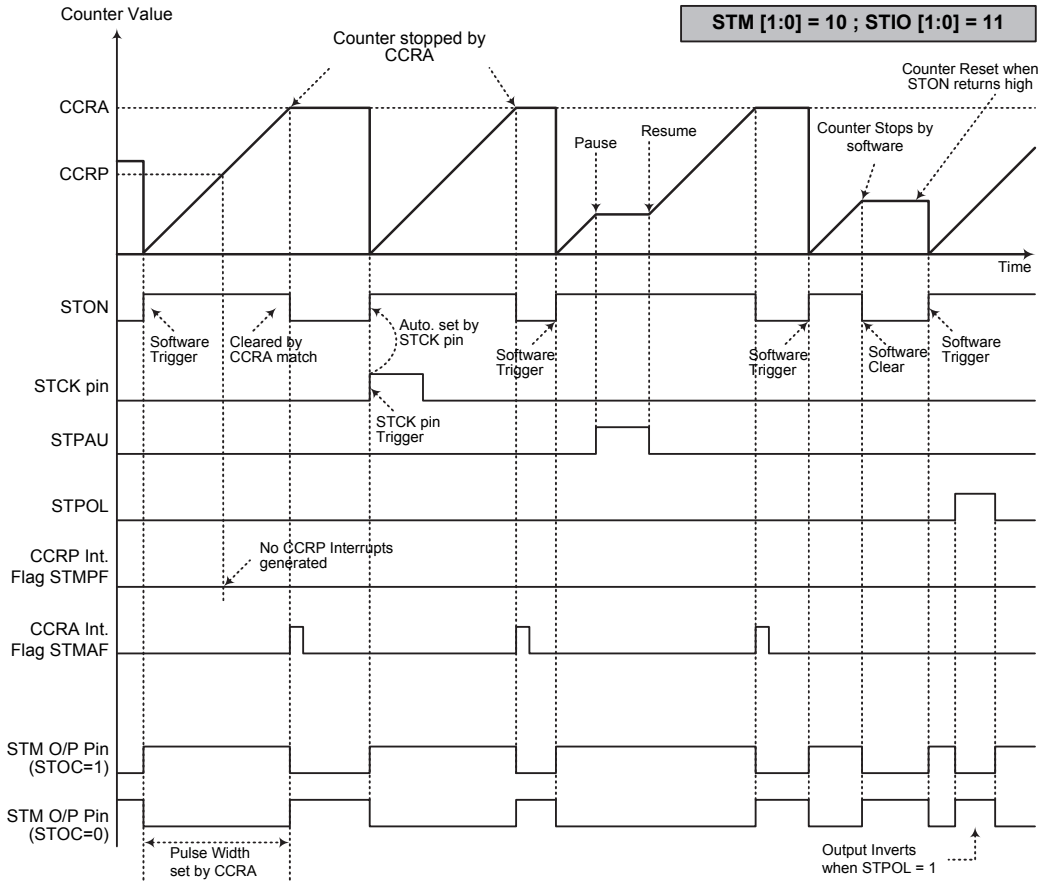 Counter Value
STM [1:0] = 10 ; STIO [1:0] = 11
Counter stopped by
CCRA
Counter Reset when
STON returns high
CCRA
Pause
Resume
Counter Stops by
software
CCRP
Time
STON
Software
Trigger
Cleared by
CCRA match
Auto. set by
STCK pin
Software
Trigger
Software
Trigger
Software
Clear
Software
Trigger
STCK pin
STCK pin
Trigger
STPAU
STPOL
No CCRP Interrupts
generated
CCRP Int.
Flag STMPF
CCRA Int.
Flag STMAF
STM O/P Pin
(STOC=1)
STM O/P Pin
(STOC=0)
Pulse Width
set by CCRA
Output Inverts
when STPOL = 1